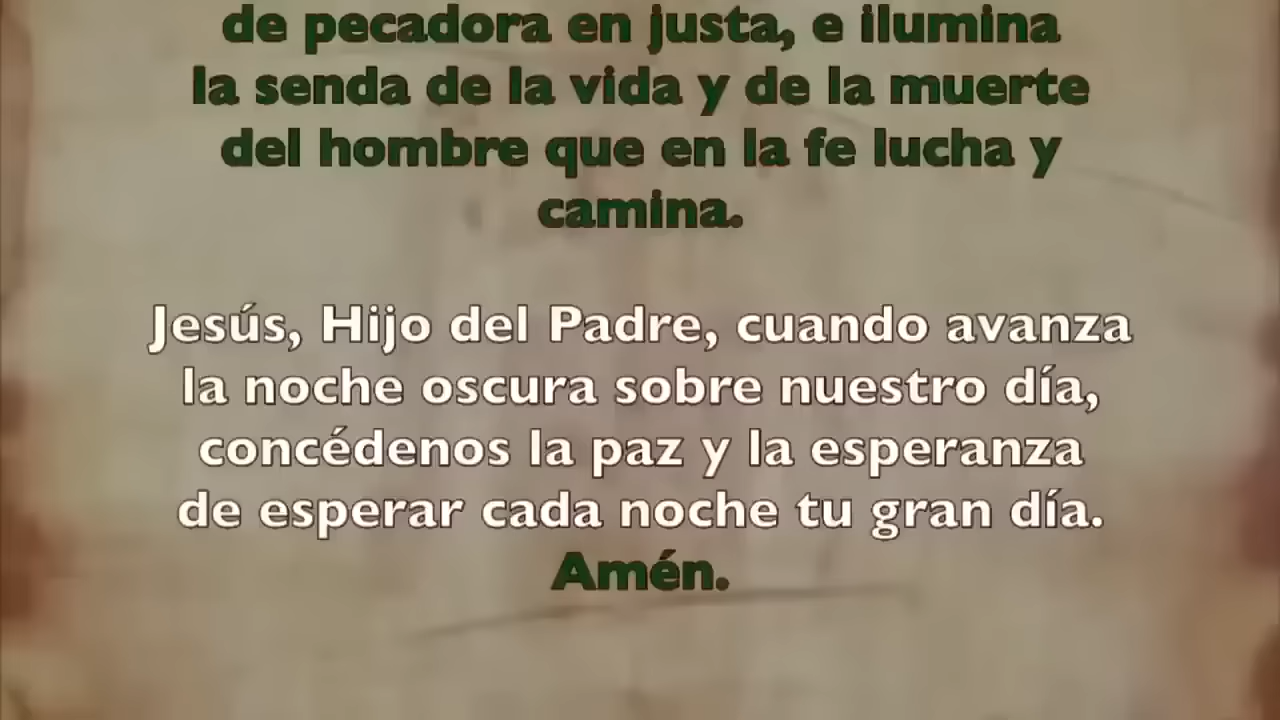 de pecadora en justa, e ilumina
la senda de la vida y de la muerte
del hombre que en la fe lucha y
camina.
Jesús, Hijo del Padre, cuando avanza
la noche oscura sobre nuestro día,
concédenos la paz y la esperanza
de esperar cada noche tu gran día.
Amén.